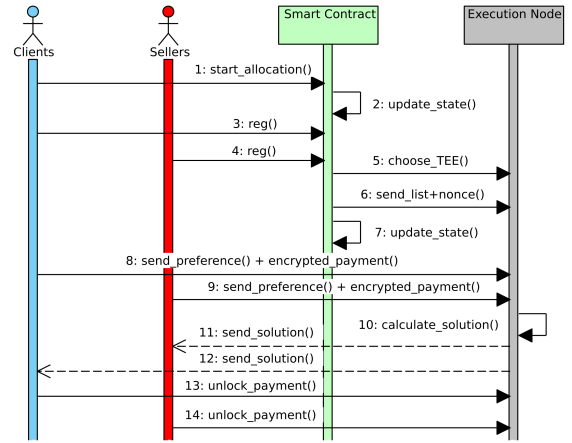 Clients
Sellers
Smart Contract
Execution Node
1: start_allocation()
2: update_state()
3: reg()
4: reg()
5: choose_TEE()
6: send_list+nonce()
7: update_state()
8: send_preference() + encrypted_payment()
9: send_preference() + encrypted_payment()
10: calculate_solution()
11: send_solution()
12: send_solution()
13: unlock_payment()
14: unlock_payment()